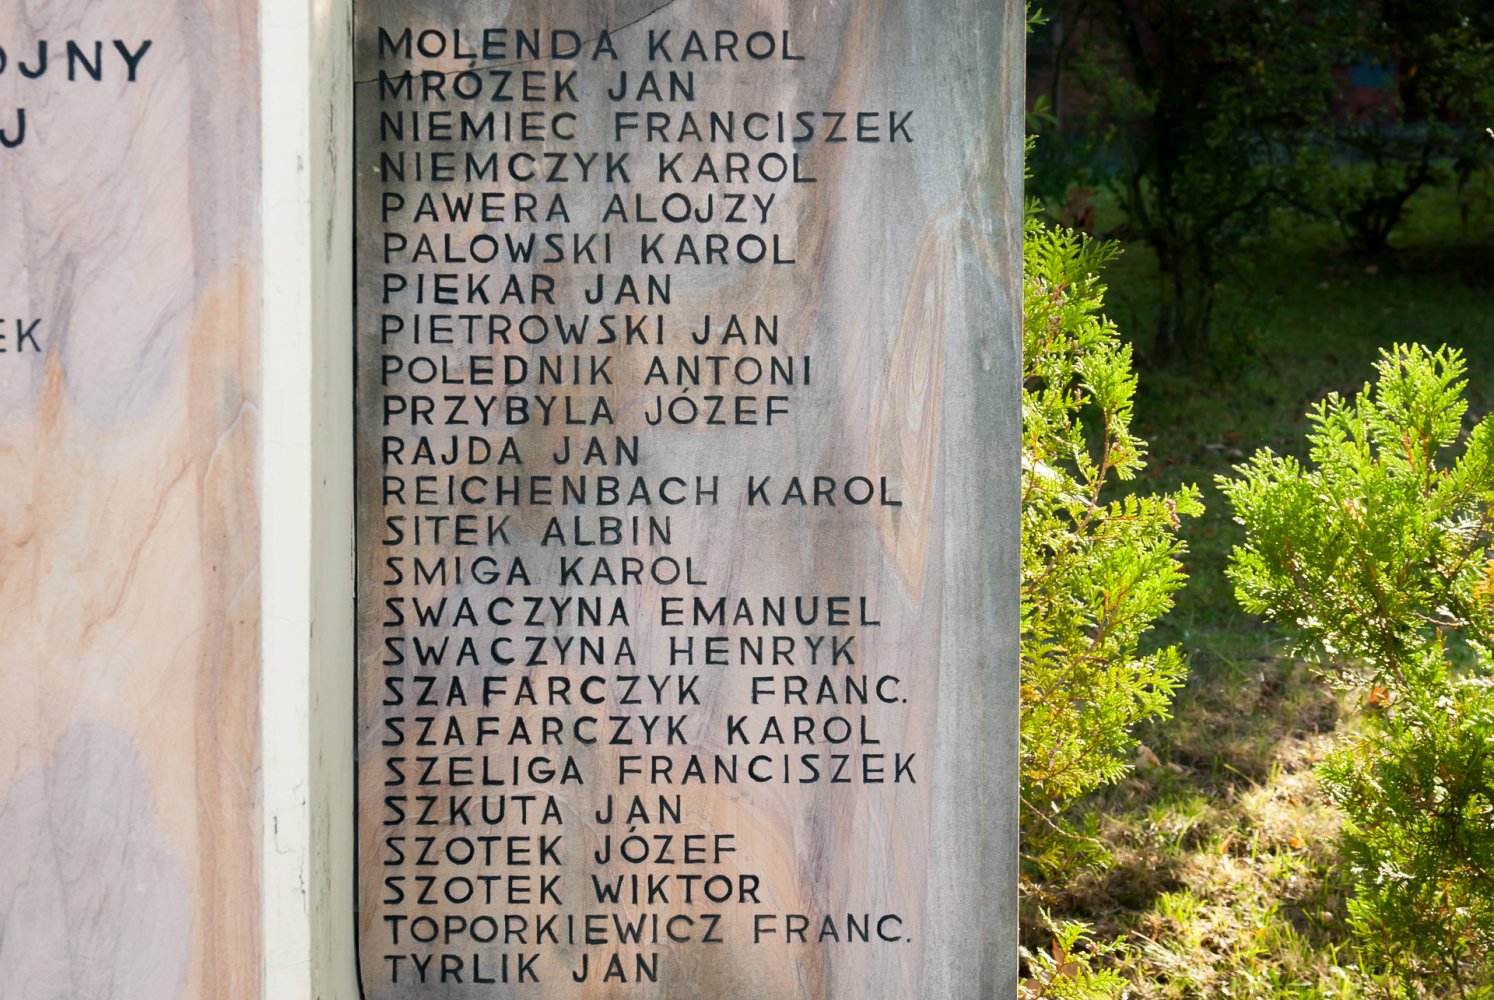 MOLENDA KAROL
MRÓZEK JAN
NIEMIEC FRANCISZEK
NIEMCZYK KAROL
PAWERA ALOJZY
PALOWSKI KAROL
PIEKAR JAN
PIETROWSKI JAN
POLEDNIK ANTONI
PRZYBYLA JÓZEF
RAJDA JAN
REICHENBACH KAROL
SITEK ALBIN
SMIGA KAROL
SWACZYNA EMANUEL
SWACZYNA HENRYK
SZAFARCZYK FRANC.
SZAFARCZYK KAROL
SZELIGA FRANCISZEK
SZKUTA JAN
SZOTEK JÓZEF
SZOTEK WIKTOR
TOPORKIEWICZ FRANC.
TYRLIK JAN